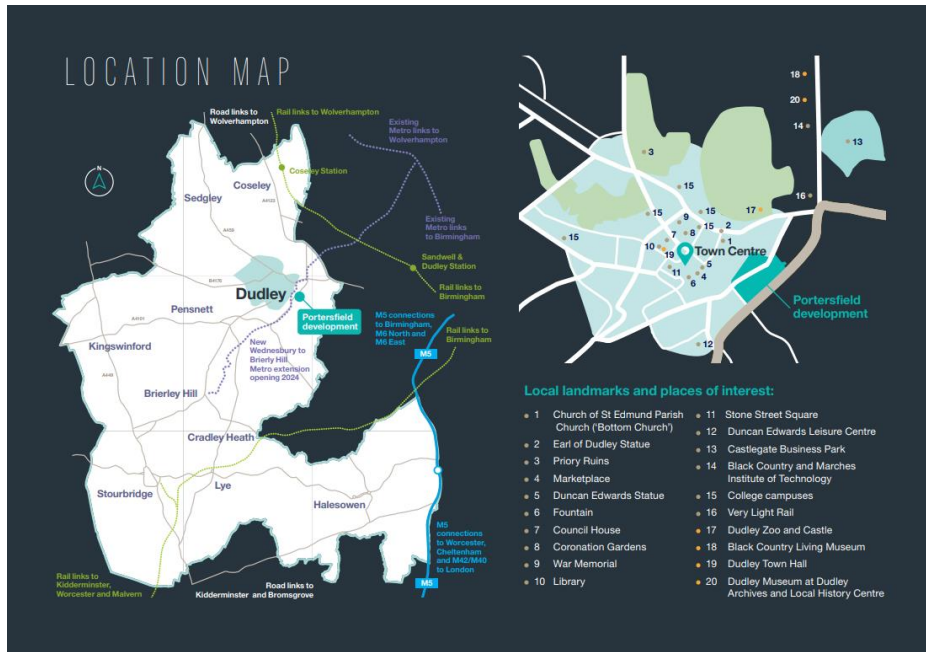 LOCATION MAP
N
Road links to
Wolverhampton
Rail links to Wolverhampton
Existing
Metro links to
Wolverhampton
Coseley Station
Coseley
Sedgley
A4123
A459
Existing
Metro links
to Birmingham
Sandwell &
Dudley Station
B4176
Dudley
Rail links to
Birmingham
Portersfield
development
Pensnett
M5 connections
to Birmingham,
M6 North and
M6 East
A4101
Kingswinford
Rail links to
Birmingham
M5
New
Wednesbury to
Brierly Hill
Metro extension
opening 2024
A449
Brierley Hill
Cradley Heath
Stourbridge
Lye
Halesowen
M5
connections
to Worcester,
Cheltenham
and M42/M40
to London
M5
Rail links to
Kidderminster,
Worcester and Malvern
Road links to
Kidderminster and Bromsgrove
18
20
14
13
3
15
16
17
15
15
9
15
2
8
7
15
1
10
19
Town Centre
11
5
4
6
Portersfield
development
12
Local landmarks and places of interest:
1 Church of St Edmund Parish
Church ('Bottom Church')
2 Earl of Dudley Statue
3 Priory Ruins
4 Marketplace
5 Duncan Edwards Statue
6 Fountain
7 Council House
8 Coronation Gardens
9 War Memorial
10 Library
11 Stone Street Square
12 Duncan Edwards Leisure Centre
13 Castlegate Business Park
14 Black Country and Marches
Institute of Technology
15 College campuses
16 Very Light Rail
17 Dudley Zoo and Castle
18 Black Country Living Museum
19 Dudley Town Hall
20 Dudley Museum at Dudley
Archives and Local History Centre